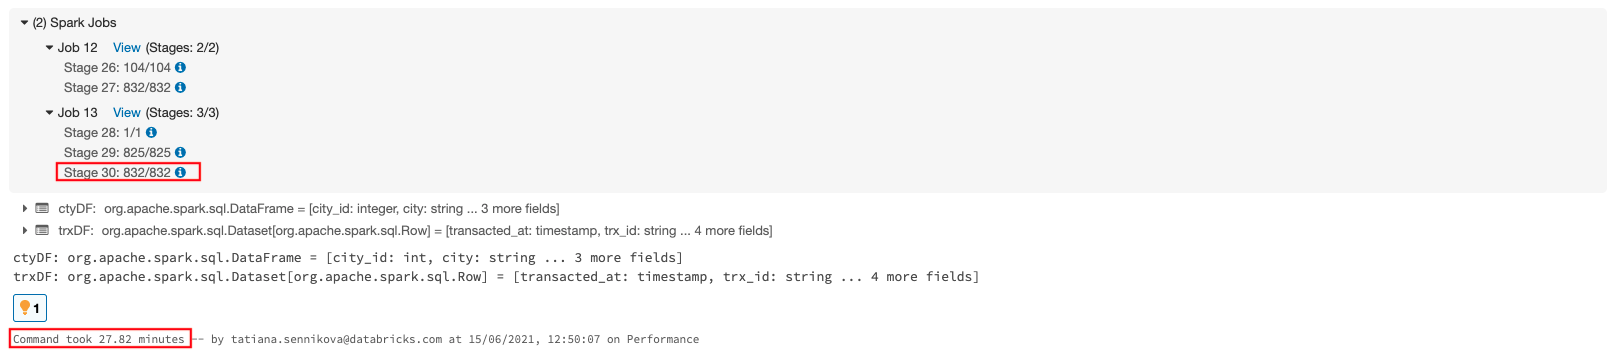 (2) Spark Jobs
Job 12 View (Stages: 2/2)
Stage 26: 104/104
Stage 27: 832/832
Job 13 View (Stages: 3/3)
Stage 28: 1/1
Stage 29: 825/825
Stage 30: 832/832
ctyDF: org.apache.spark.sql.DataFrame = [city_id: integer, city: string ... 3 more fields]
trxDF: org.apache.spark.sql.Dataset[org.apache.spark.sql.Row] = [transacted_at: timestamp, trx_id: string ... 4 more fields]
ctyDF: org.apache.spark.sql.DataFrame = [city_id: int, city: string ... 3 more fields]
trxDF: org.apache.spark.sql.Dataset[org.apache.spark.sql.Row] = [transacted_at: timestamp, trx_id: string ... 4 more fields]
1
Command took 27.82 minutes -- by tatiana.sennikova@databricks.com at 15/06/2021, 12:50:07 on Performance